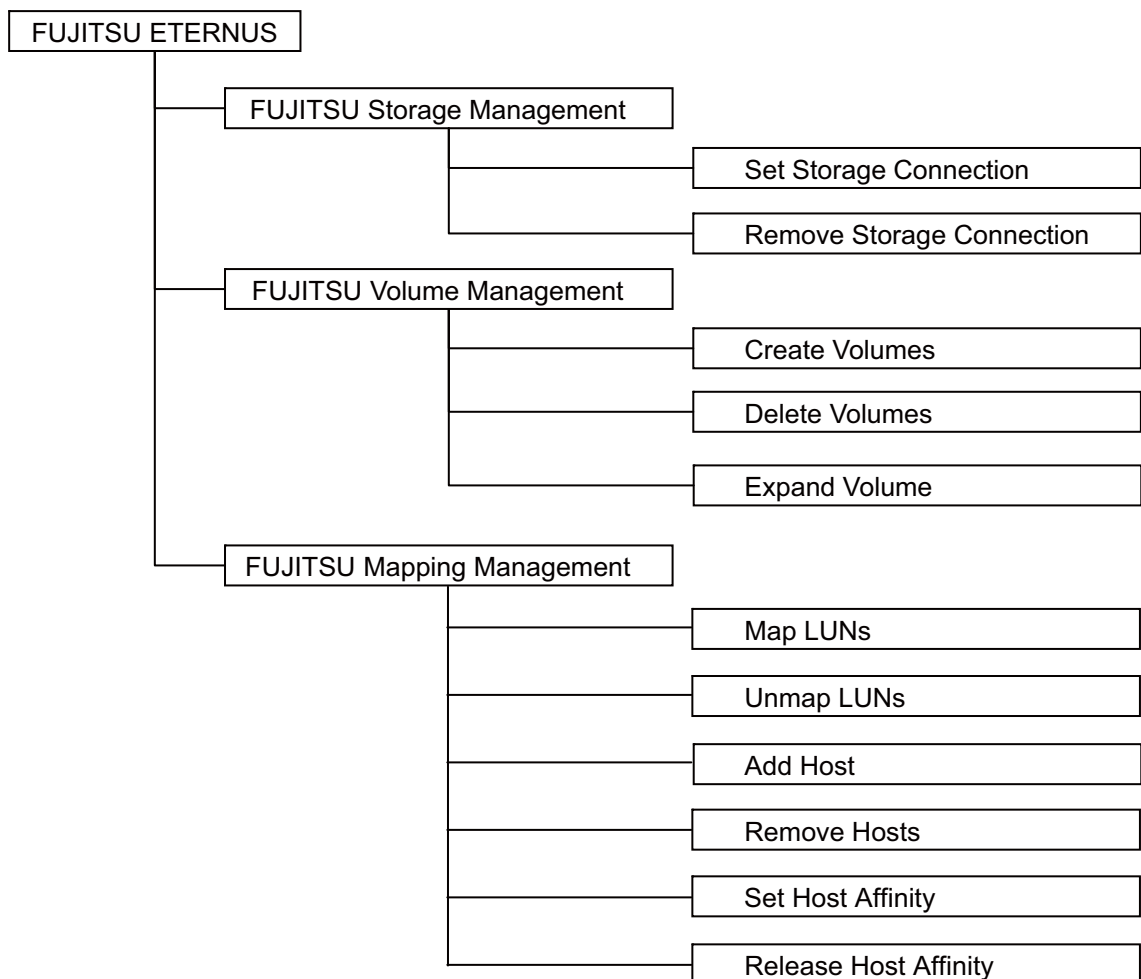 FUJITSU ETERNUS
FUJITSU Storage Management
Set Storage Connection
Remove Storage Connection
FUJITSU Volume Management
Create Volumes
Delete Volumes
Expand Volume
FUJITSU Mapping Management
Map LUNs
Unmap LUNs
Add Host
Remove Hosts
Set Host Affinity
Release Host Affinity